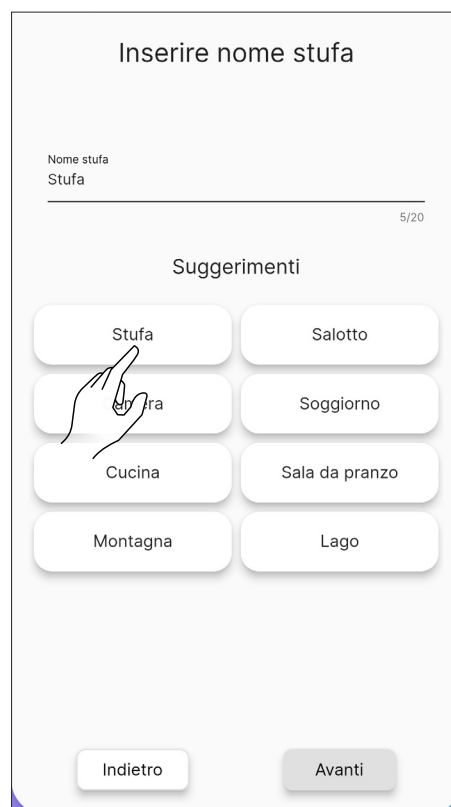 Inserire nome stufa
Nome stufa
Stufa
5/20
Suggerimenti
Stufa
Salotto
Camera
Soggiorno
Cucina
Sala da pranzo
Montagna
Lago
Indietro
Avanti